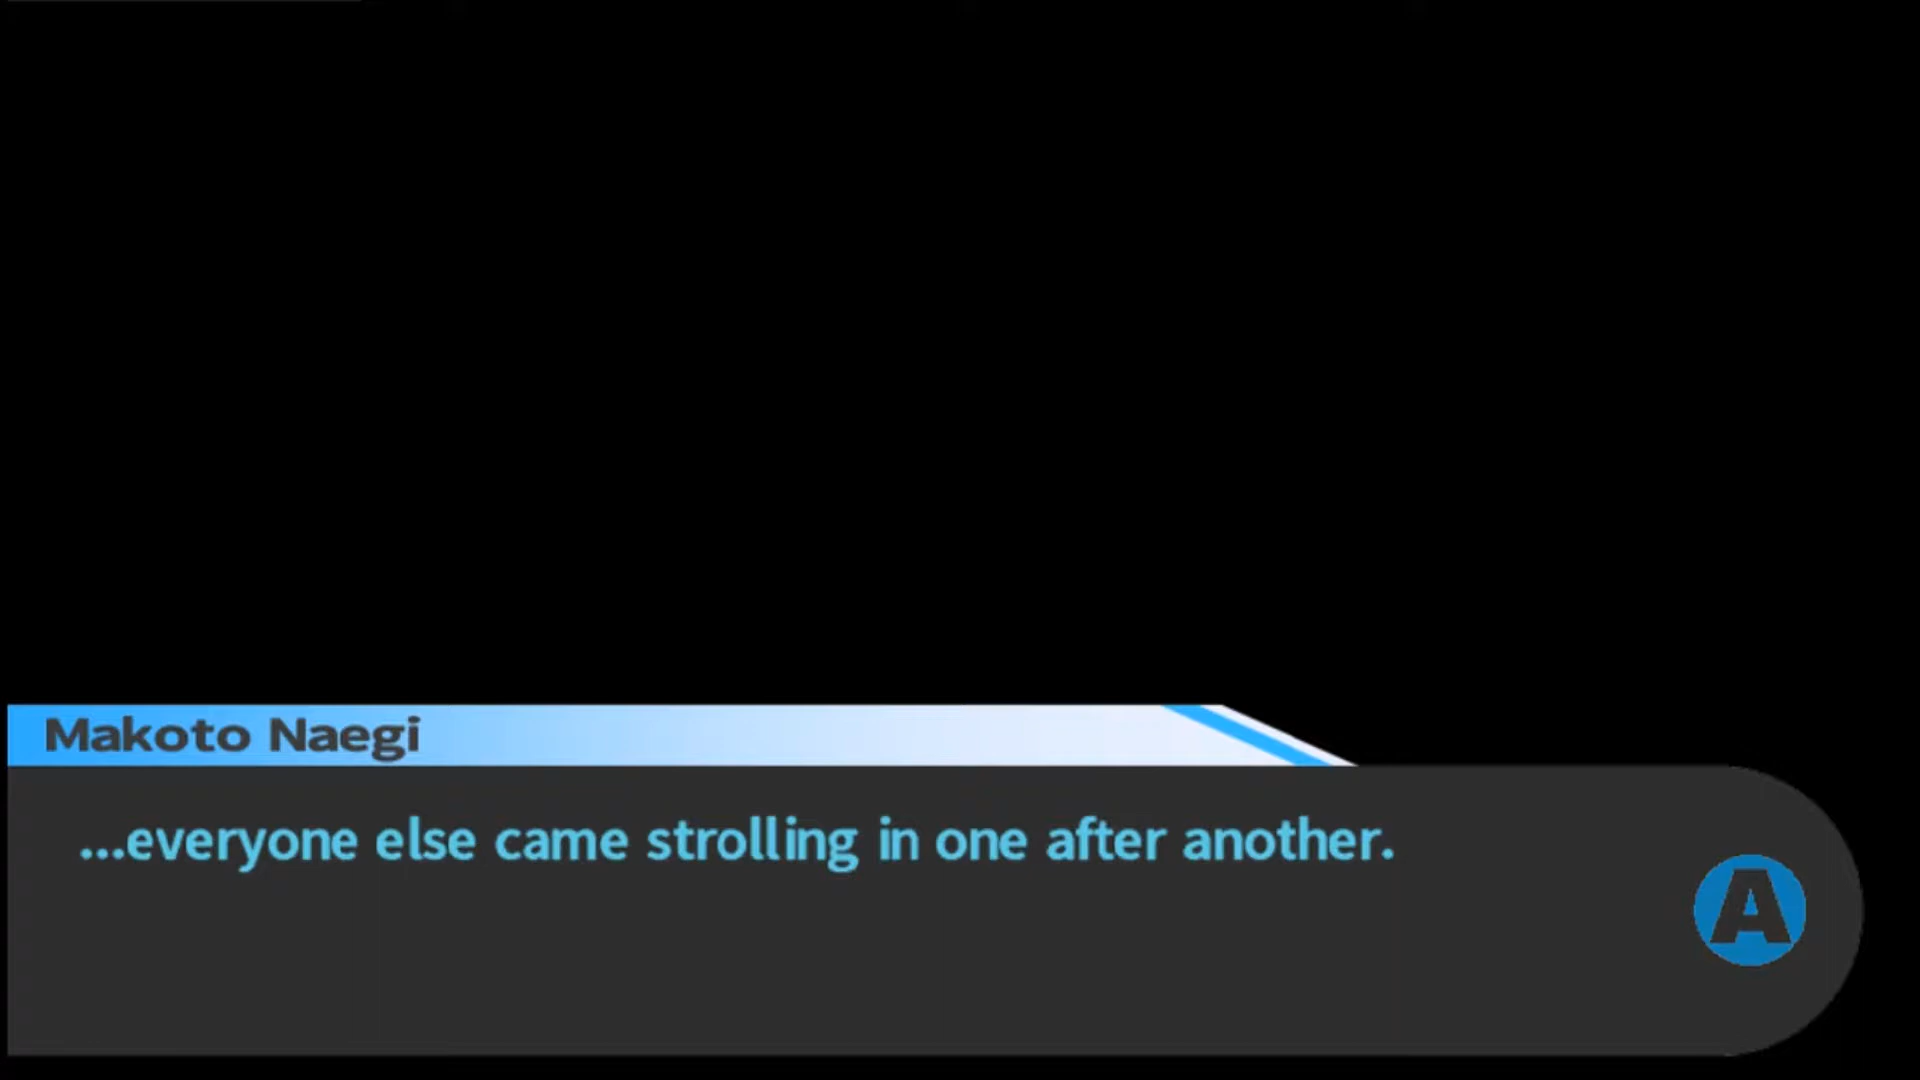 Makoto Naegi
...everyone else came strolling in one after another.
A